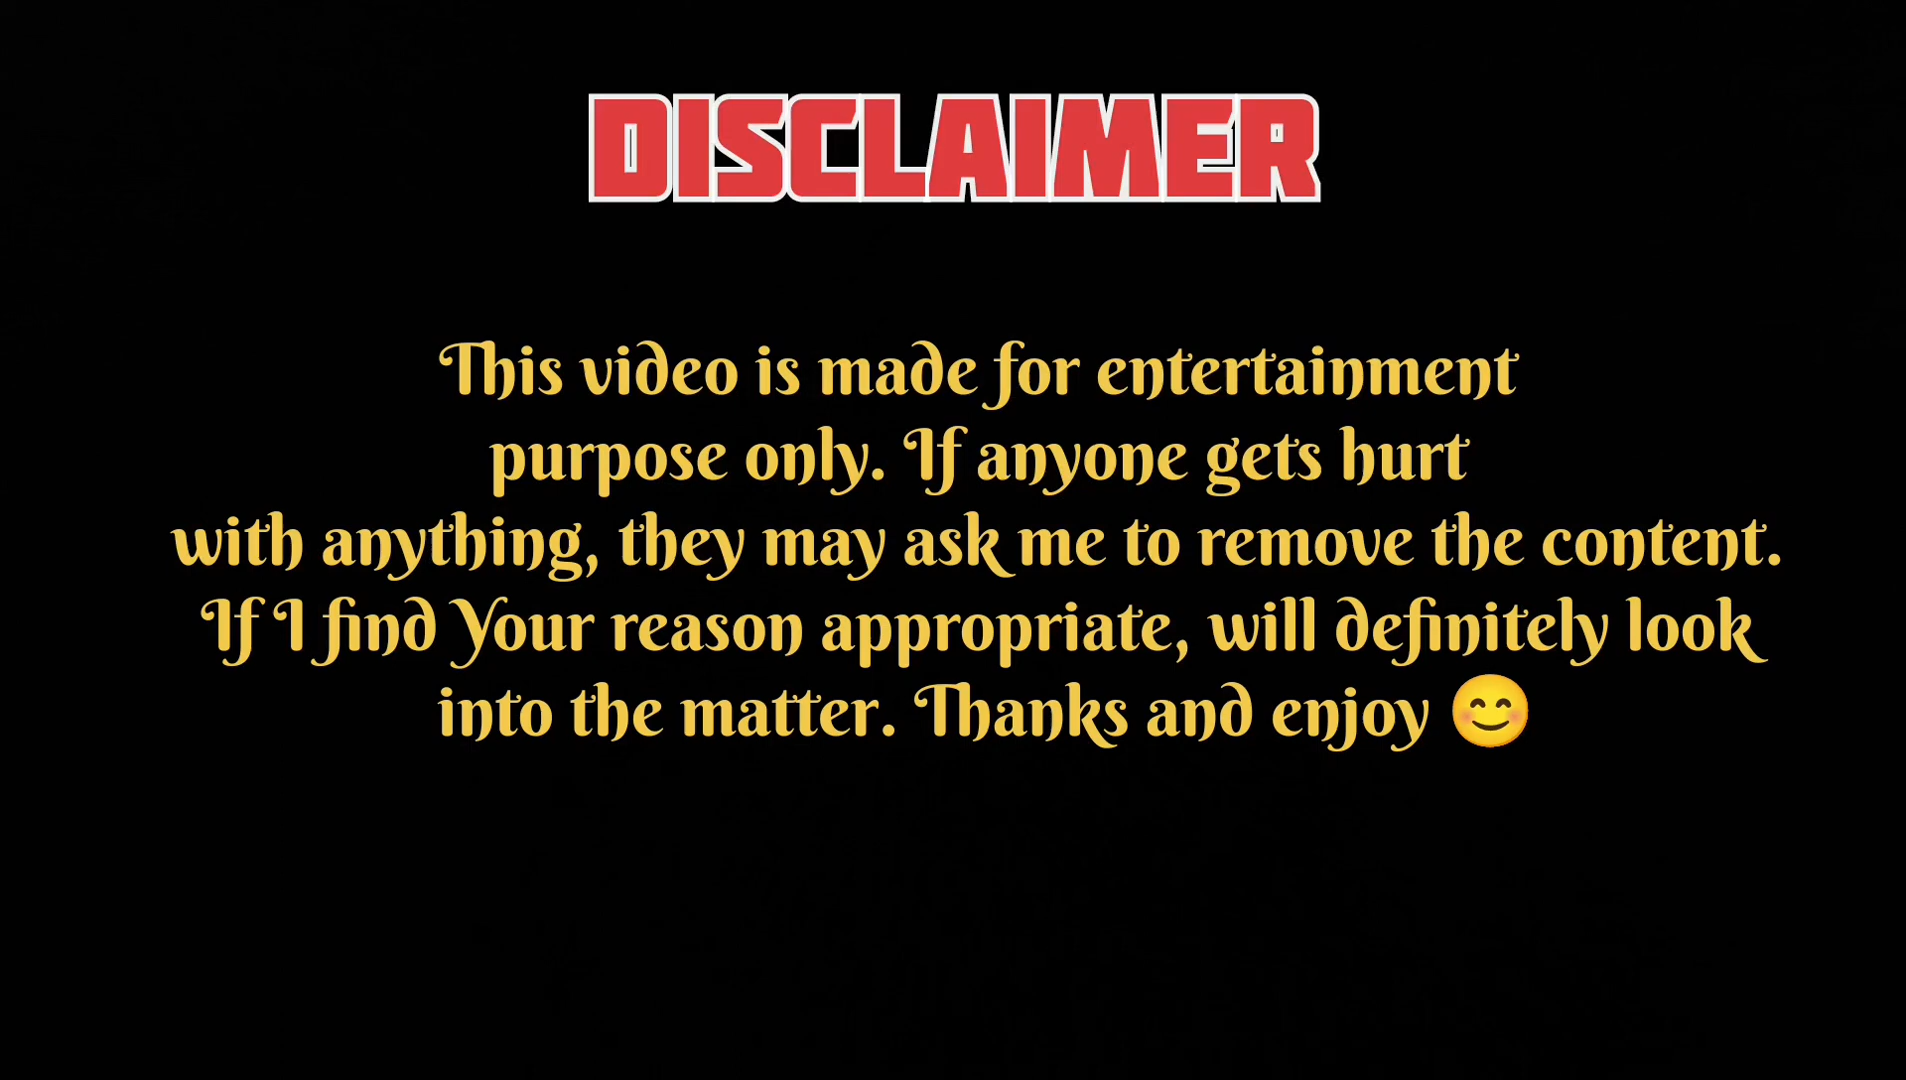 DISCLAIMER
This video is made for entertainment
purpose only. If anyone gets hurt
with anything, they may ask me to remove the content.
If I find Your reason appropriate, will definitely look
into the matter. Thanks and enjoy 😊